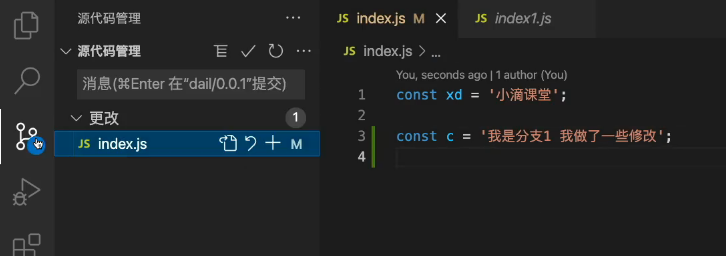 源代码管理
源代码管理
消息(⌘Enter 在“dail/0.0.1”提交)
更改 1
JS index.js M
JS index.js M
JS index1.js
JS index.js > ...
You, seconds ago | 1 author (You)
1 const xd = '小滴课堂';
2
3 const c = '我是分支1 我做了一些修改';
4